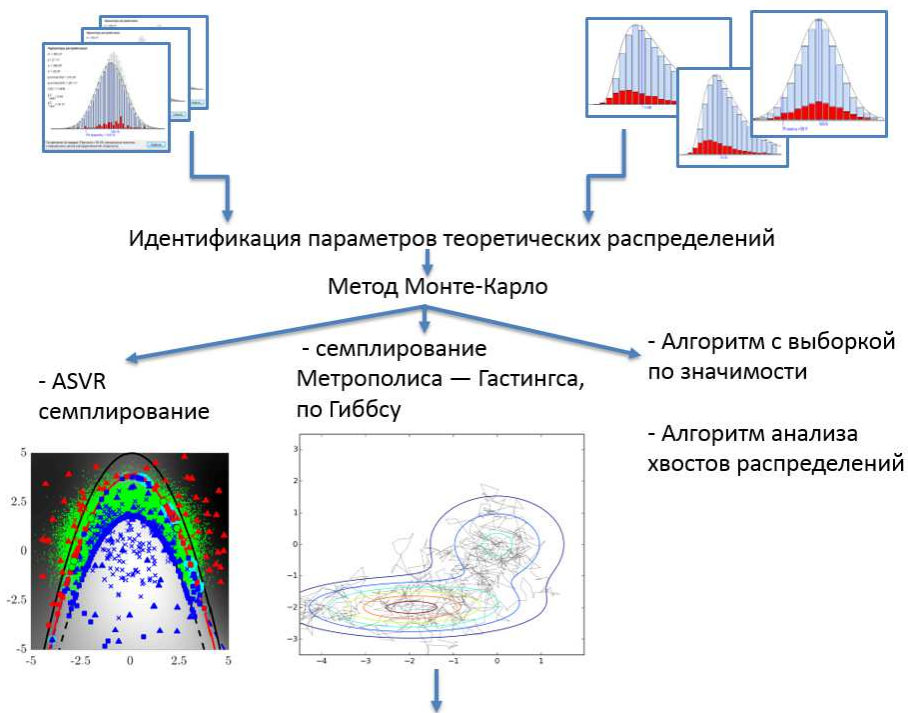 Идентификация параметров теоретических распределений
Метод Монте-Карло
- ASVR
семплирование
- семплирование
Метрополиса — Гастингса,
по Гиббсу
- Алгоритм с выборкой
по значимости
- Алгоритм анализа
хвостов распределений
5
2.5
0
-2.5
-5
-5
-2.5
0
2.5
5
3
2
1
0
−1
−2
−3
−4
−3
−2
−1
0
1